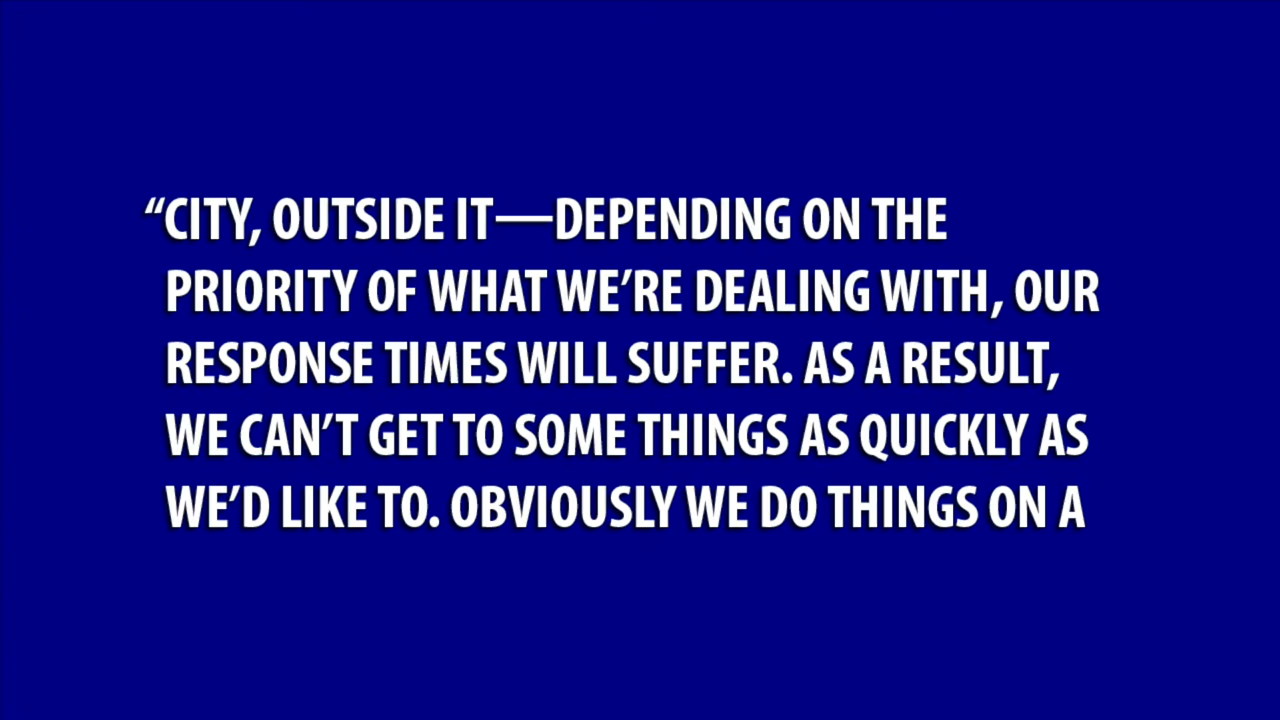 “CITY, OUTSIDE IT—DEPENDING ON THE
PRIORITY OF WHAT WE’RE DEALING WITH, OUR
RESPONSE TIMES WILL SUFFER. AS A RESULT,
WE CAN’T GET TO SOME THINGS AS QUICKLY AS
WE’D LIKE TO. OBVIOUSLY WE DO THINGS ON A